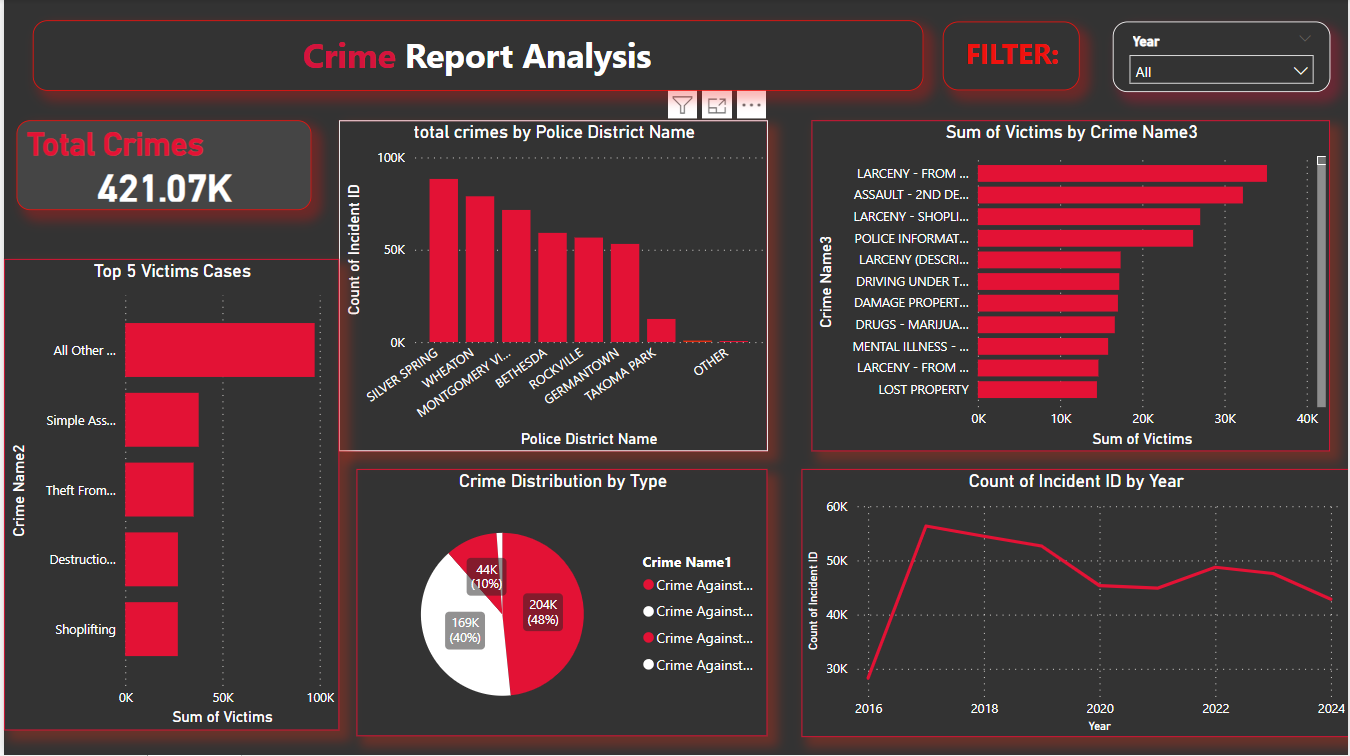 Crime Report Analysis
FILTER:
Year
All
Total Crimes
421.07K
total crimes by Police District Name
Count of Incident ID
100K
50K
0K
SILVER SPRING
WHEATON
MONTGOMERY VI...
BETHESDA
ROCKVILLE
GERMANTOWN
TAKOMA PARK
OTHER
Police District Name
Sum of Victims by Crime Name3
Crime Name3
LARCENY - FROM ...
ASSAULT - 2ND DE...
LARCENY - SHOPLI...
POLICE INFORMAT...
LARCENY (DESCRI...
DRIVING UNDER T...
DAMAGE PROPERT...
DRUGS - MARIJUA...
MENTAL ILLNESS - ...
LARCENY - FROM ...
LOST PROPERTY
0K 10K 20K 30K 40K
Sum of Victims
Top 5 Victims Cases
Crime Name2
All Other ...
Simple Ass...
Theft From...
Destructio...
Shoplifting
0K 50K 100K
Sum of Victims
Crime Distribution by Type
44K
(10%)
204K
(48%)
169K
(40%)
Crime Name1
Crime Against...
Crime Against...
Crime Against...
Crime Against...
Count of Incident ID by Year
Count of Incident ID
60K
50K
40K
30K
2016 2018 2020 2022 2024
Year